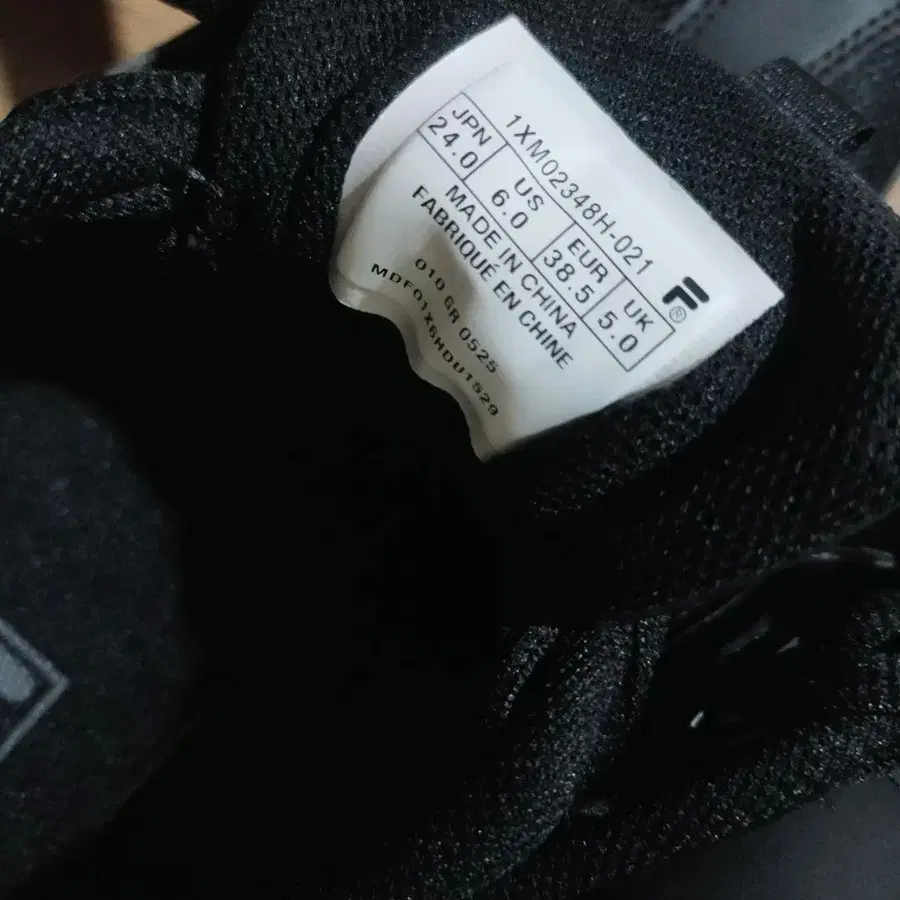 1XM02348H-021
JPN US EUR UK
24.0 6.0 38.5 5.0
MADE IN CHINA
FABRIQUÉ EN CHINE
010 GR 0525
MDF01X6HDU1529
F®